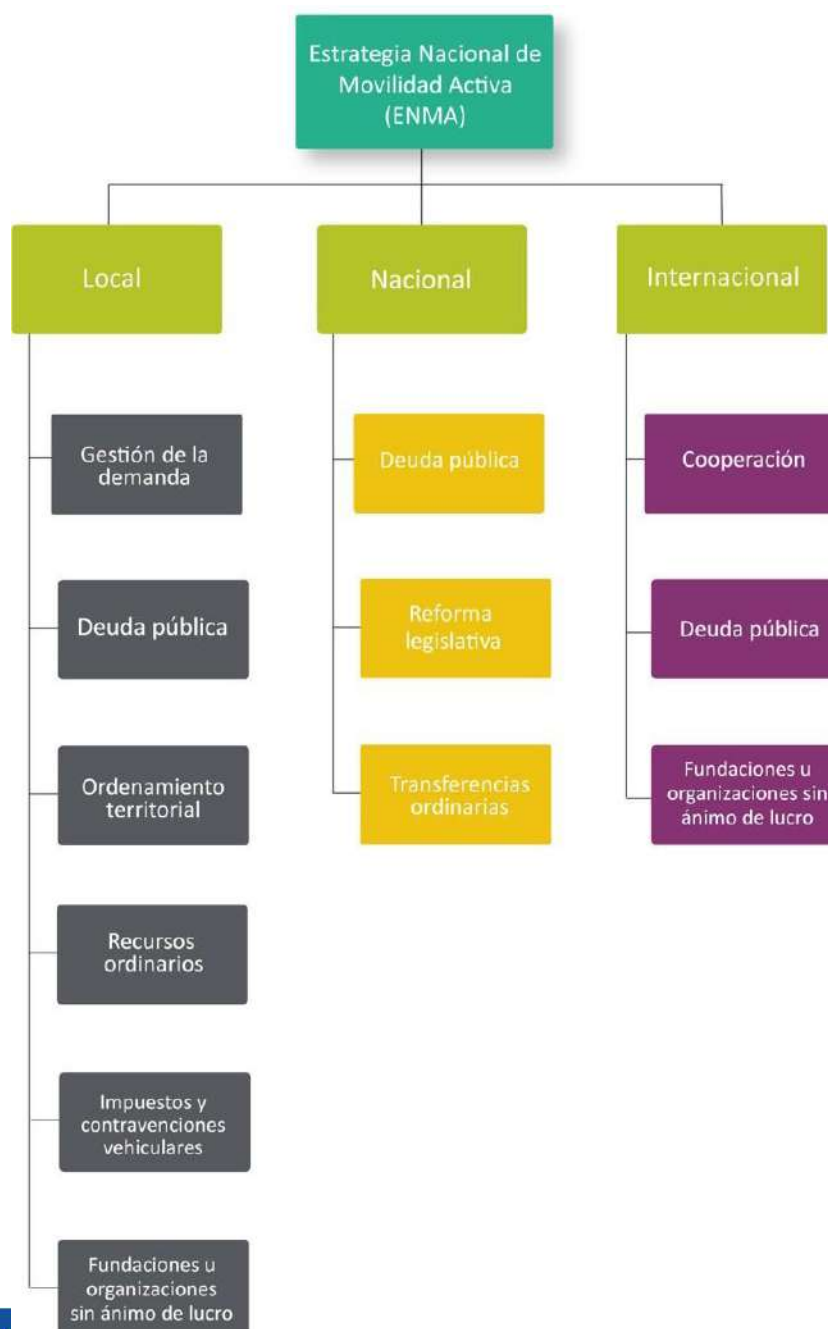 Estrategia Nacional de
Movilidad Activa
(ENMA)
Local
Nacional
Internacional
Gestión de la
demanda
Deuda pública
Ordenamiento
territorial
Recursos
ordinarios
Impuestos y
contravenciones
vehiculares
Fundaciones u
organizaciones
sin ánimo de lucro
Deuda pública
Reforma
legislativa
Transferencias
ordinarias
Cooperación
Deuda pública
Fundaciones u
organizaciones sin
ánimo de lucro